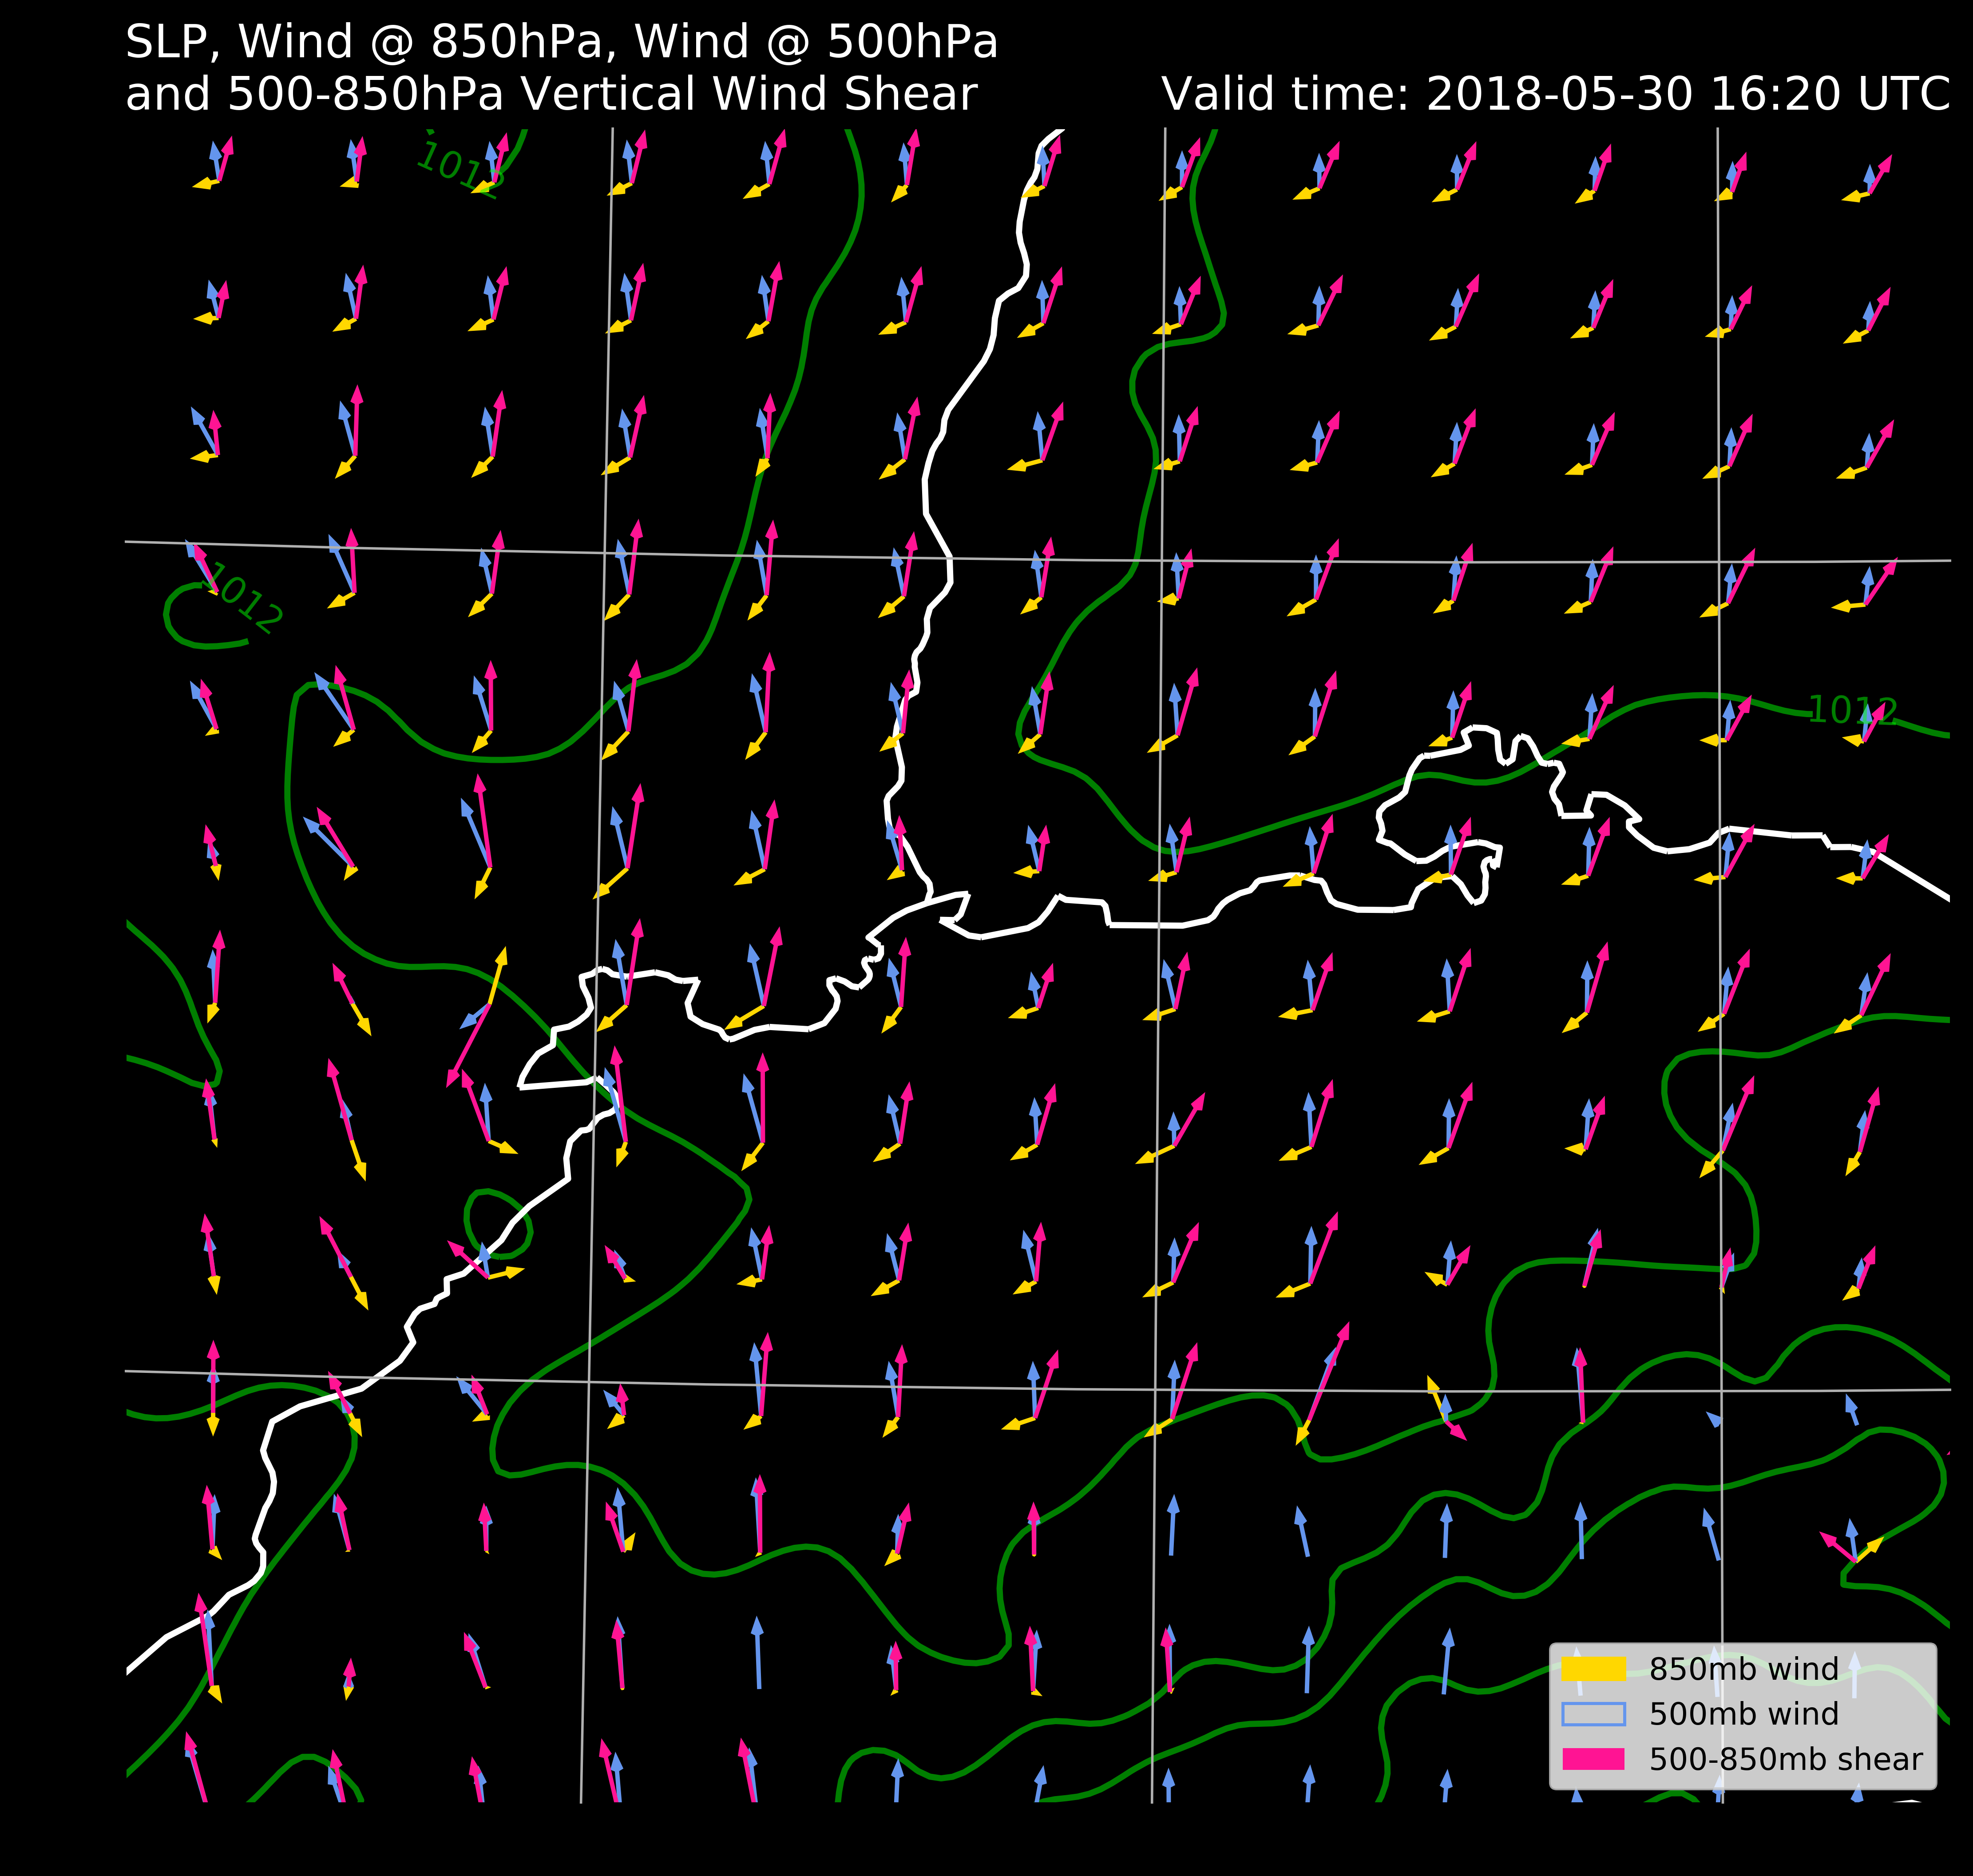 SLP, Wind @ 850hPa, Wind @ 500hPa
and 500-850hPa Vertical Wind Shear
Valid time: 2018-05-30 16:20 UTC
1012
1012
1012
850mb wind
500mb wind
500-850mb shear